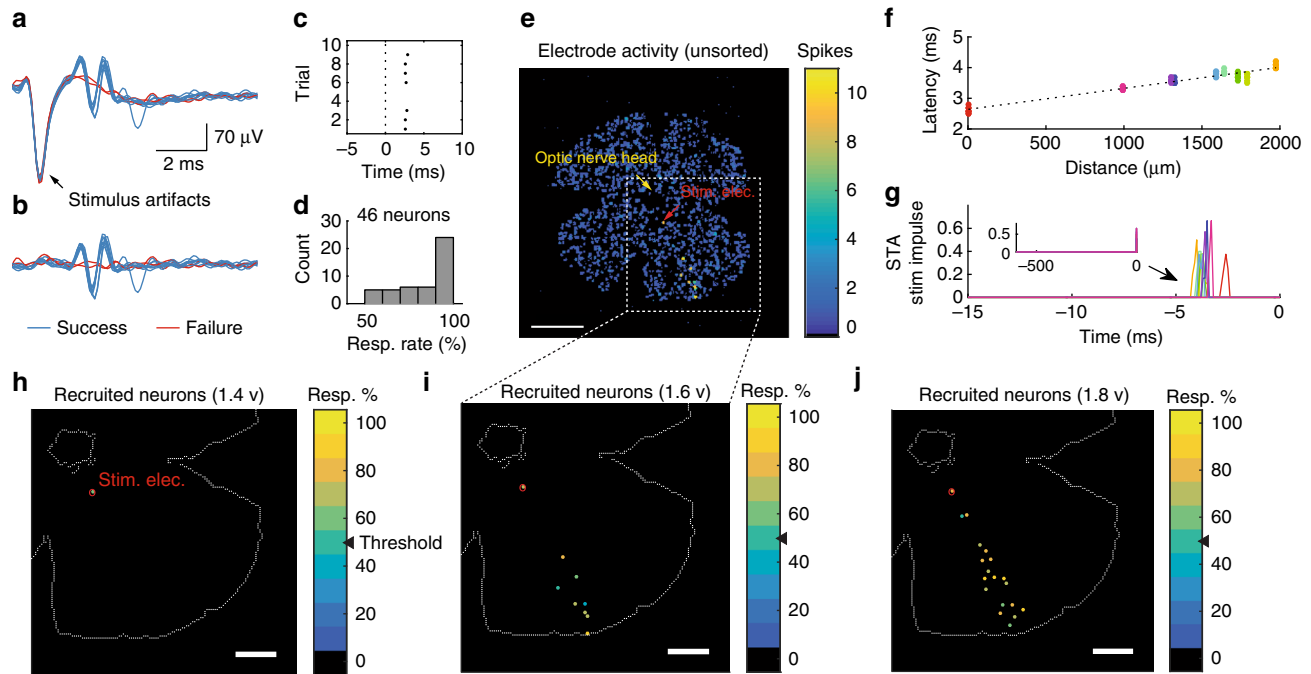 a
70 µV
2 ms
Stimulus artifacts
b
Success
Failure
c
Trial
10
8
6
4
2
−5 0 5 10
Time (ms)
d
46 neurons
Count
30
20
10
0
50 100
Resp. rate (%)
e
Electrode activity (unsorted)
Spikes
Optic nerve head
Stim. elec.
10
8
6
4
2
0
f
Latency (ms)
5
4
3
2
0 500 1000 1500 2000
Distance (µm)
g
STA
stim impulse
0.6
0.4
0.2
0
0.5
0
−500 0
−15 −10 −5 0
Time (ms)
h
Recruited neurons (1.4 v)
Resp. %
Stim. elec.
100
80
60
Threshold
40
20
0
i
Recruited neurons (1.6 v)
Resp. %
100
80
60
40
20
0
j
Recruited neurons (1.8 v)
Resp. %
100
80
60
40
20
0